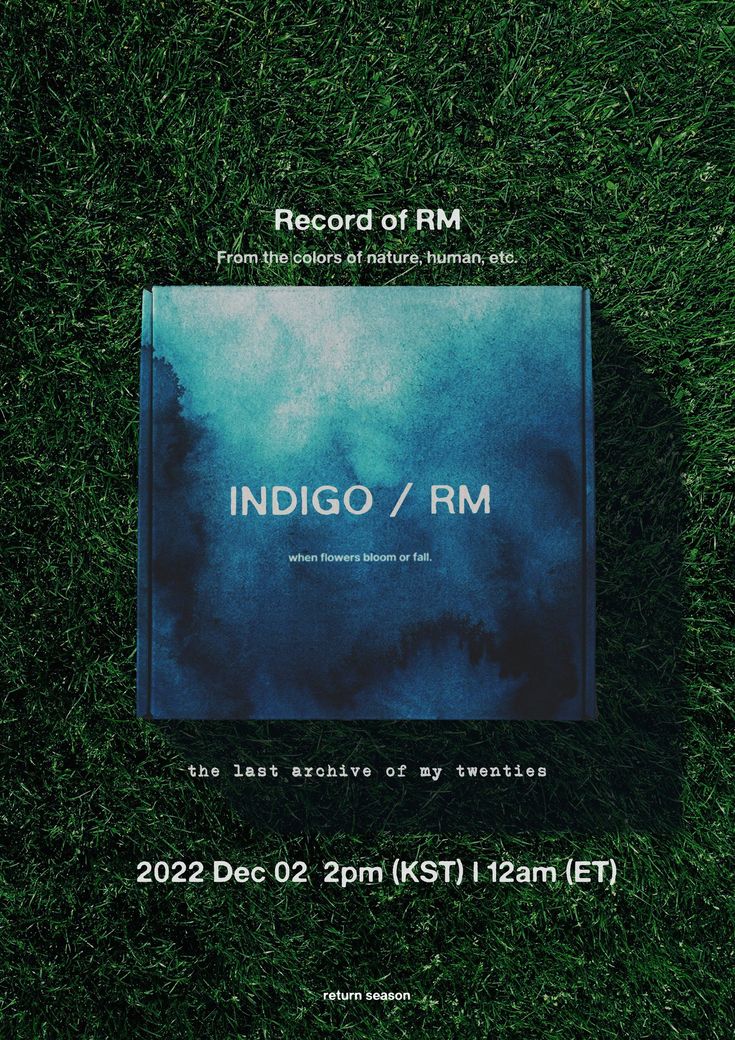 Record of RM
From the colors of nature, human, etc.
INDIGO / RM
when flowers bloom or fall.
the last archive of my twenties
2022 Dec 02 2pm (KST) I 12am (ET)
return season